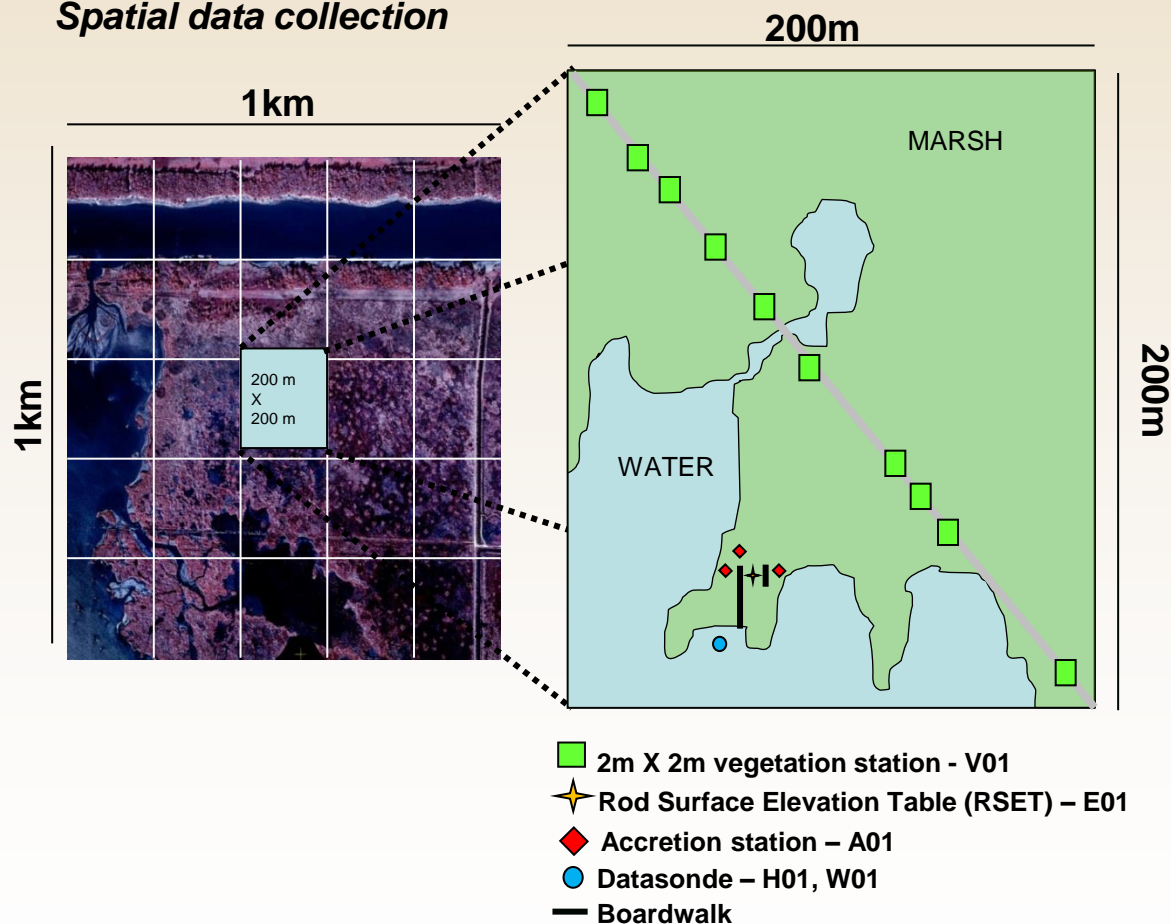 Spatial data collection
200m
1km
MARSH
1km
200 m
X
200 m
200m
WATER
2m X 2m vegetation station - V01
Rod Surface Elevation Table (RSET) – E01
Accretion station – A01
Datasonde – H01, W01
Boardwalk